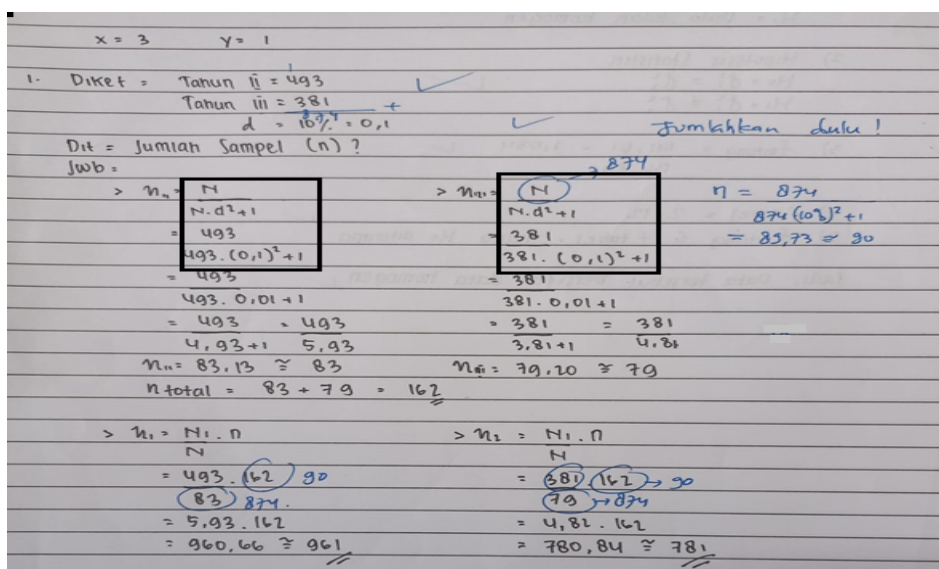 x = 3 y = 1
1. Diket = Tahun ii = 493
Tahun iii = 381 +
874
d = 10% = 0,1
Jumlahkan dulu !
Dit = Jumlah Sampel (n) ?
Jwb =
> n = N / N.d²+1
= 493 / 493.(0,1)²+1
= 493 / 493.0,01+1
= 493 / 4,93+1 = 493 / 5,93
n = 83,13 ≅ 83
> n = N / N.d²+1 → 874
= 381 / 381.(0,1)²+1
= 381 / 381.0,01+1
= 381 / 3,81+1 = 381 / 4,81
n = 79,20 ≅ 79
n = 874 / 874(10%)²+1
= 89,73 ≅ 90
n total = 83 + 79 = 162
> n₁ = N₁.n / N
= 493.162 90
83 874.
= 5,93.162
= 960,66 ≅ 961
> n₂ = N₁.n / N
= 381.162 → 90
79 → 874
= 4,82.162
= 780,84 ≅ 781